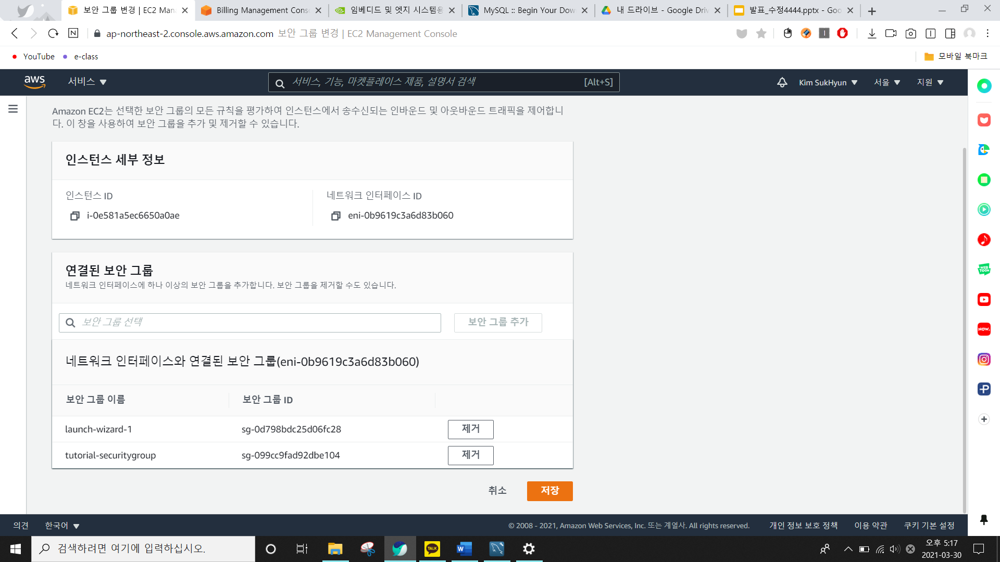 보안 그룹 변경 | EC2 Man
Billing Management Cons
임베디드 및 엣지 시스템용
MySQL :: Begin Your Dow
내 드라이브 - Google Driv
발표_수정4444.pptx - Goo
N
ap-northeast-2.console.aws.amazon.com 보안 그룹 변경 | EC2 Management Console
YouTube
e-class
모바일 북마크
aws
서비스
서비스, 기능, 마켓플레이스 제품, 설명서 검색
[Alt+S]
Kim SukHyun
서울
지원
Amazon EC2는 선택한 보안 그룹의 모든 규칙을 평가하여 인스턴스에서 송수신되는 인바운드 및 아웃바운드 트래픽을 제어합니
다. 이 창을 사용하여 보안 그룹을 추가 및 제거할 수 있습니다.
인스턴스 세부 정보
인스턴스 ID
네트워크 인터페이스 ID
i-0e581a5ec6650a0ae
eni-0b9619c3a6d83b060
연결된 보안 그룹
네트워크 인터페이스에 하나 이상의 보안 그룹을 추가합니다. 보안 그룹을 제거할 수도 있습니다.
보안 그룹 선택
보안 그룹 추가
네트워크 인터페이스와 연결된 보안 그룹(eni-0b9619c3a6d83b060)
보안 그룹 이름
보안 그룹 ID
launch-wizard-1
sg-0d798bdc25d06fc28
제거
tutorial-securitygroup
sg-099cc9fad92dbe104
제거
취소
저장
WEB
TOON
NOW.
의견
한국어
© 2008 - 2021, Amazon Web Services, Inc. 또는 계열사. All rights reserved.
개인 정보 보호 정책
이용 약관
쿠키 기본 설정
검색하려면 여기에 입력하십시오.
TALK
W
오후 5:17
2021-03-30